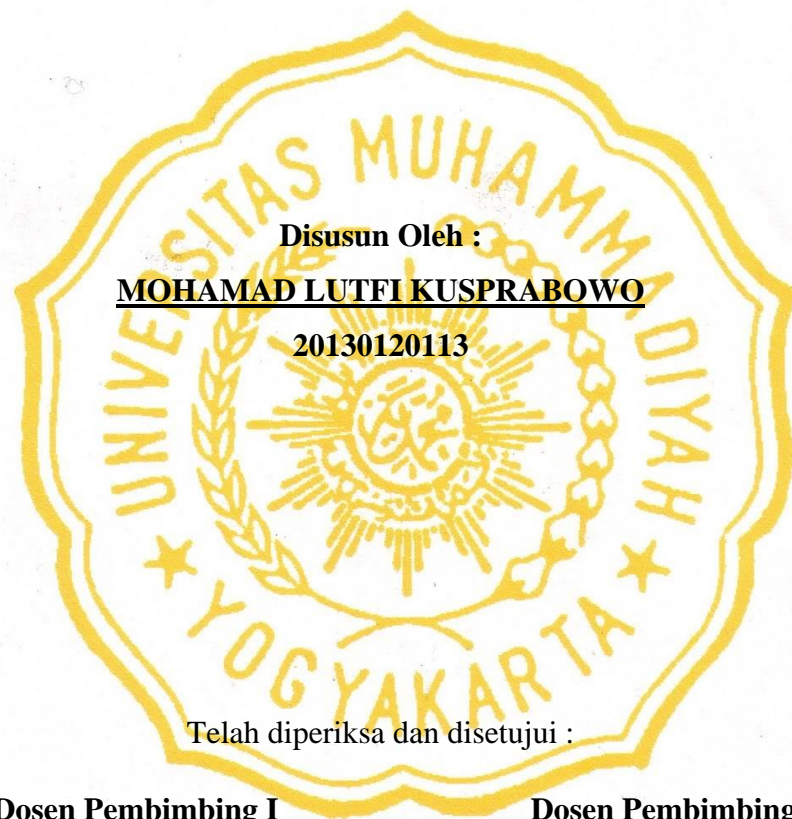 UNIVERSITAS MUHAMMADIYAH
Disusun Oleh :
MOHAMAD LUTFI KUSPRABOWO
20130120113
★ YOGYAKARTA ★
Telah diperiksa dan disetujui :
Dosen Pembimbing I Dosen Pembimbing